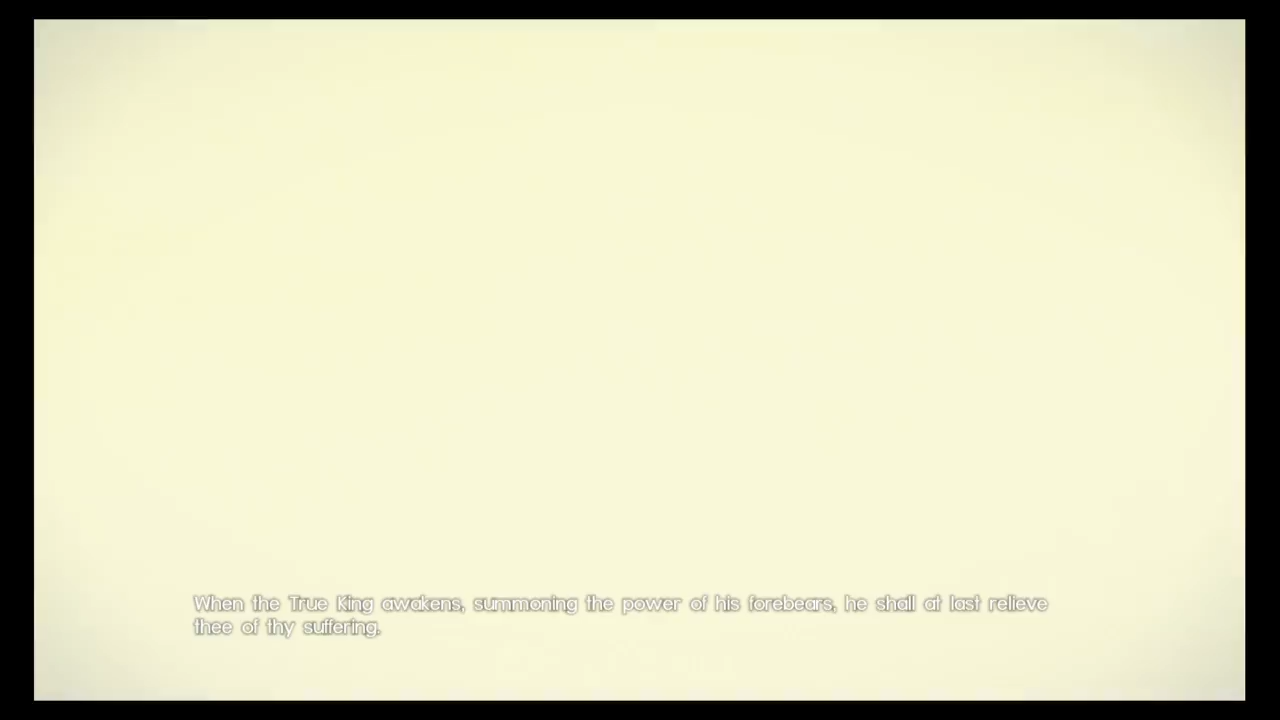 When the True King awakens, summoning the power of his forebears, he shall at last relieve
thee of thy suffering.